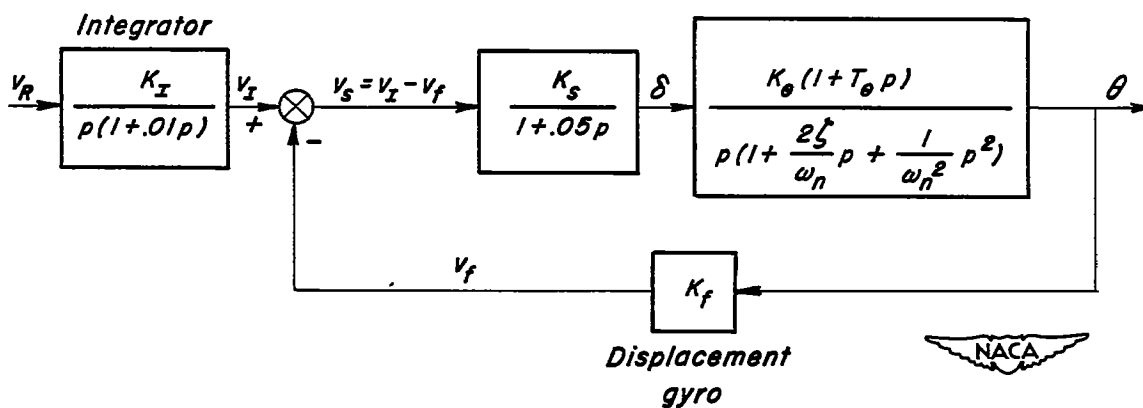 Integrator
v_R
K_I
p(1+.01p)
v_I
+
-
v_s = v_I - v_f
K_s
1+.05p
δ
K_θ(1+T_θ p)
p(1+ 2ζ/ω_n p + 1/ω_n² p²)
θ
v_f
K_f
Displacement
gyro
NACA